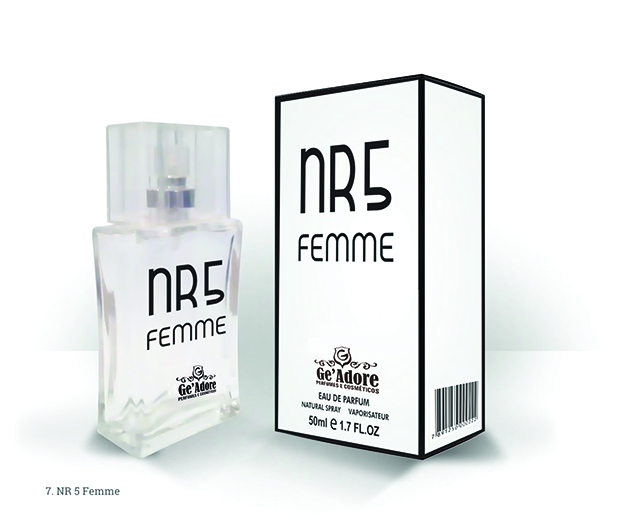 NR5
FEMME
G
Ge'Adore
PERFUMES E COSMÉTICOS
NR5
FEMME
G
Ge'Adore
PERFUMES E COSMÉTICOS
EAU DE PARFUM
NATURAL SPRAY VAPORISATEUR
50ml e 1.7 FL.OZ
7. NR 5 Femme